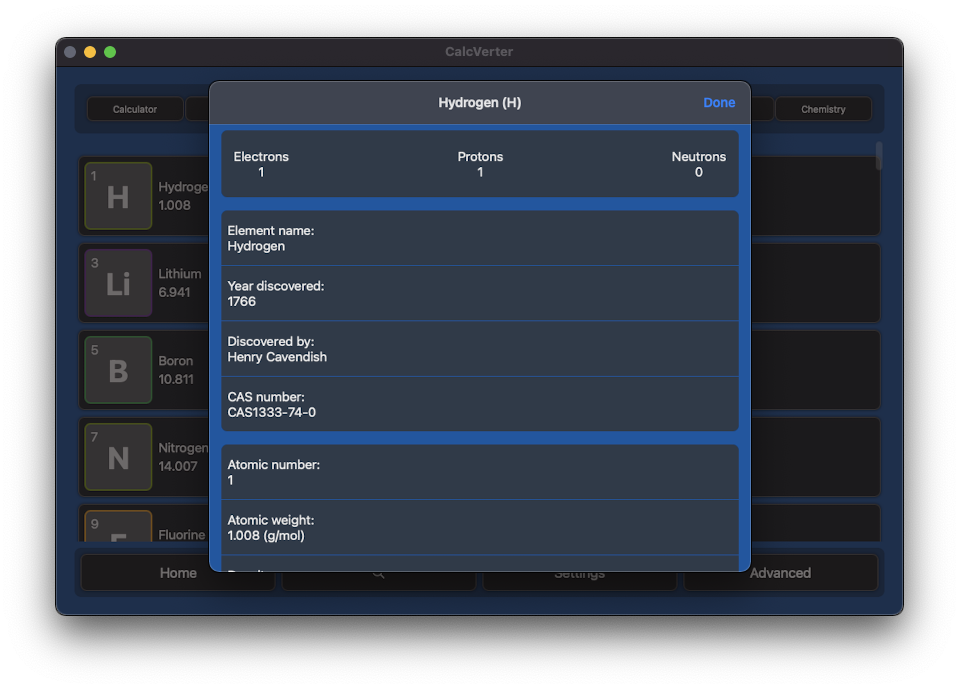 CalcVerter
Hydrogen (H)
Done
Calculator
Chemistry
Electrons
1
Protons
1
Neutrons
0
Element name:
Hydrogen
Year discovered:
1766
Discovered by:
Henry Cavendish
CAS number:
CAS1333-74-0
Atomic number:
1
Atomic weight:
1.008 (g/mol)
1
H
Hydroge
1.008
3
Li
Lithium
6.941
5
B
Boron
10.811
7
N
Nitrogen
14.007
9
Fluorine
Home
Settings
Advanced